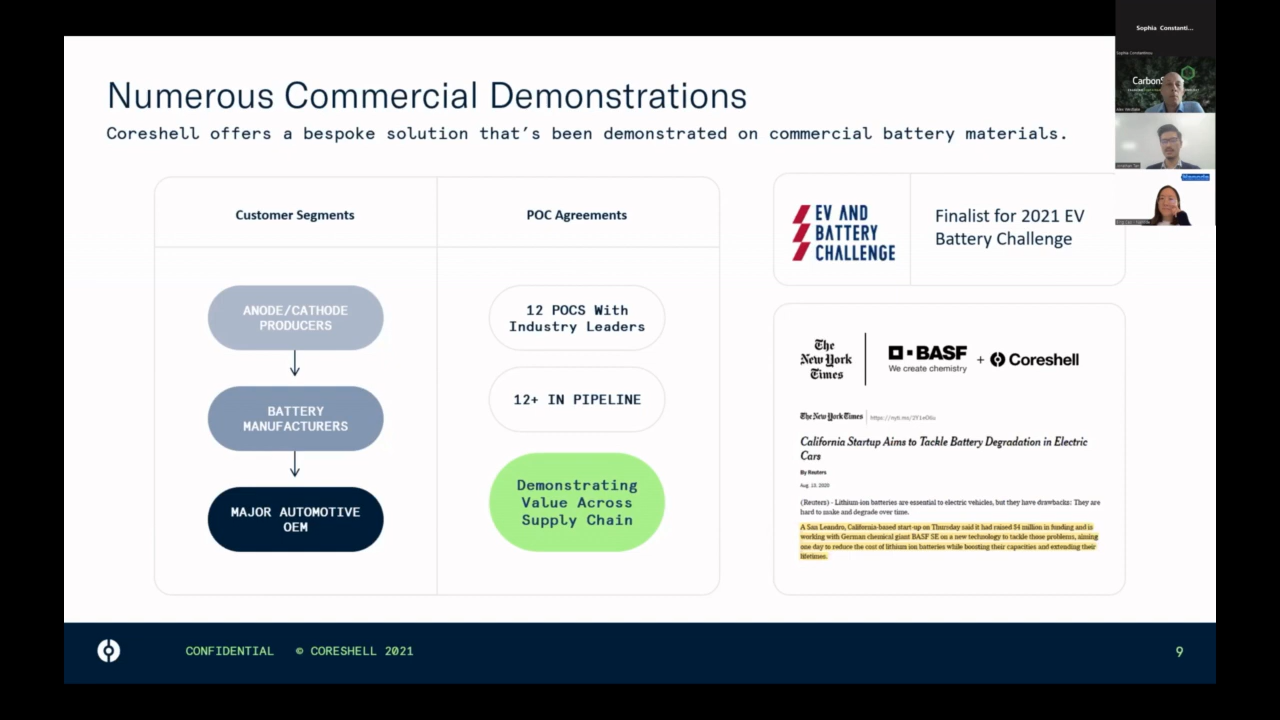 Numerous Commercial Demonstrations
Coreshell offers a bespoke solution that's been demonstrated on commercial battery materials.
Customer Segments
POC Agreements
ANODE/CATHODE
PRODUCERS
BATTERY
MANUFACTURERS
MAJOR AUTOMOTIVE
OEM
12 POCS With
Industry Leaders
12+ IN PIPELINE
Demonstrating
Value Across
Supply Chain
EV AND
BATTERY
CHALLENGE
Finalist for 2021 EV
Battery Challenge
The
New York
Times
BASF
We create chemistry
+ Coreshell
The New York Times
California Startup Aims to Tackle Battery Degradation in Electric
Cars
By Reuters
Aug. 13, 2020
(Reuters) - Lithium-ion batteries are essential to electric vehicles, but they have drawbacks: They are
hard to make and degrade over time.
A San Leandro, California-based start-up on Thursday said it had raised $4 million in funding and is
working with German chemical giant BASF SE on a new technology to tackle those problems, aiming
one day to reduce the cost of lithium ion batteries while boosting their capacities and extending their
lifetimes.
CONFIDENTIAL © CORESHELL 2021
9
Sophia Constanti...